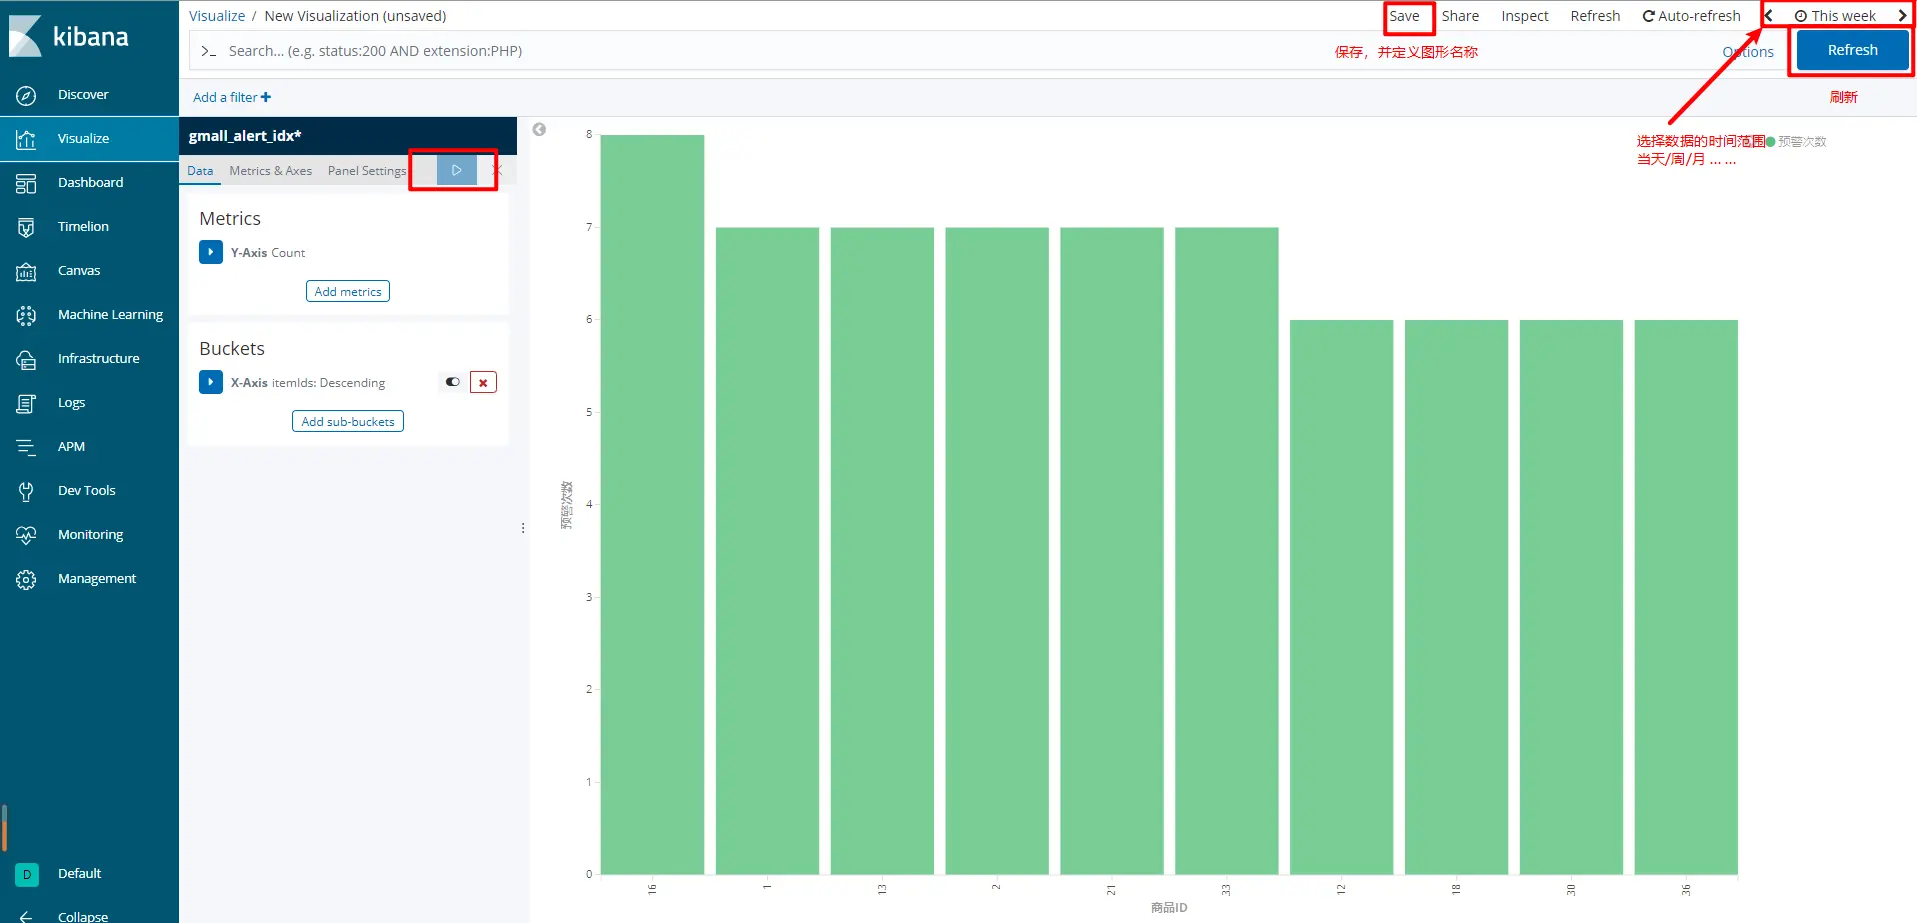 kibana
Visualize / New Visualization (unsaved)
Save
Share
Inspect
Refresh
Auto-refresh
This week
>_ Search... (e.g. status:200 AND extension:PHP)
保存，并定义图形名称
Options
Refresh
Add a filter +
刷新
Discover
Visualize
Dashboard
Timelion
Canvas
Machine Learning
Infrastructure
Logs
APM
Dev Tools
Monitoring
Management
D
Default
Collapse
gmall_alert_idx*
Data
Metrics & Axes
Panel Settings
Metrics
Y-Axis Count
Add metrics
Buckets
X-Axis itemIds: Descending
Add sub-buckets
选择数据的时间范围
当天/周/月 ... ...
预警次数
8
7
6
5
4
3
2
1
0
预警次数
16
1
13
2
21
33
12
18
30
36
商品ID